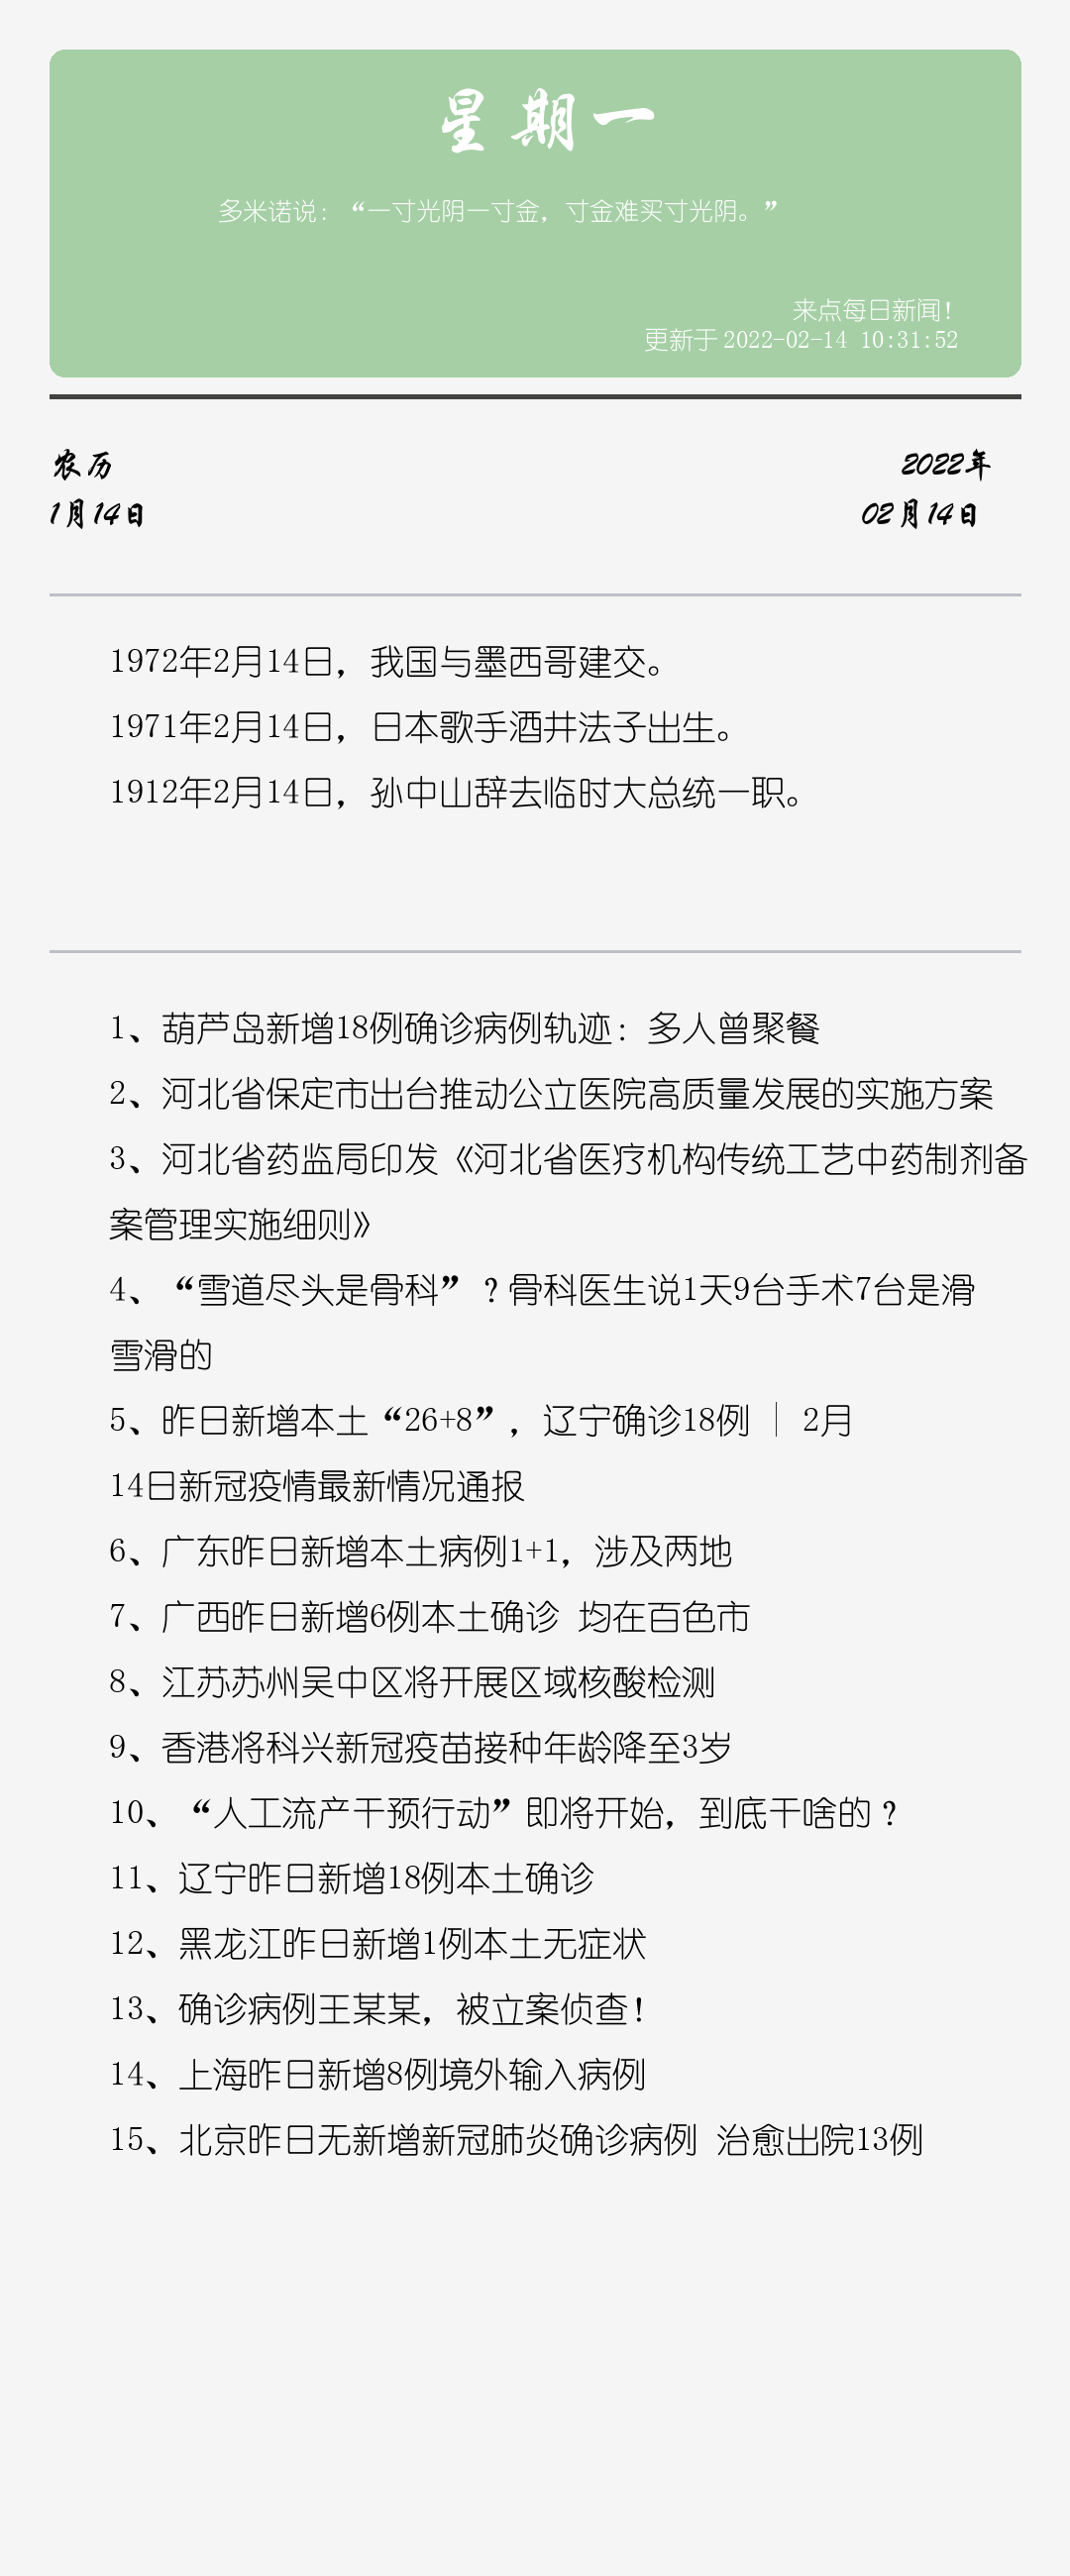 星期一
多米诺说：“一寸光阴一寸金，寸金难买寸光阴。”
来点每日新闻！
更新于 2022-02-14 10:31:52
农历
2022年
1月14日
02月14日
1972年2月14日，我国与墨西哥建交。
1971年2月14日，日本歌手酒井法子出生。
1912年2月14日，孙中山辞去临时大总统一职。
1、葫芦岛新增18例确诊病例轨迹：多人曾聚餐
2、河北省保定市出台推动公立医院高质量发展的实施方案
3、河北省药监局印发《河北省医疗机构传统工艺中药制剂备
案管理实施细则》
4、“雪道尽头是骨科”？骨科医生说1天9台手术7台是滑
雪滑的
5、昨日新增本土“26+8”，辽宁确诊18例 | 2月
14日新冠疫情最新情况通报
6、广东昨日新增本土病例1+1，涉及两地
7、广西昨日新增6例本土确诊 均在百色市
8、江苏苏州吴中区将开展区域核酸检测
9、香港将科兴新冠疫苗接种年龄降至3岁
10、“人工流产干预行动”即将开始，到底干啥的？
11、辽宁昨日新增18例本土确诊
12、黑龙江昨日新增1例本土无症状
13、确诊病例王某某，被立案侦查！
14、上海昨日新增8例境外输入病例
15、北京昨日无新增新冠肺炎确诊病例 治愈出院13例